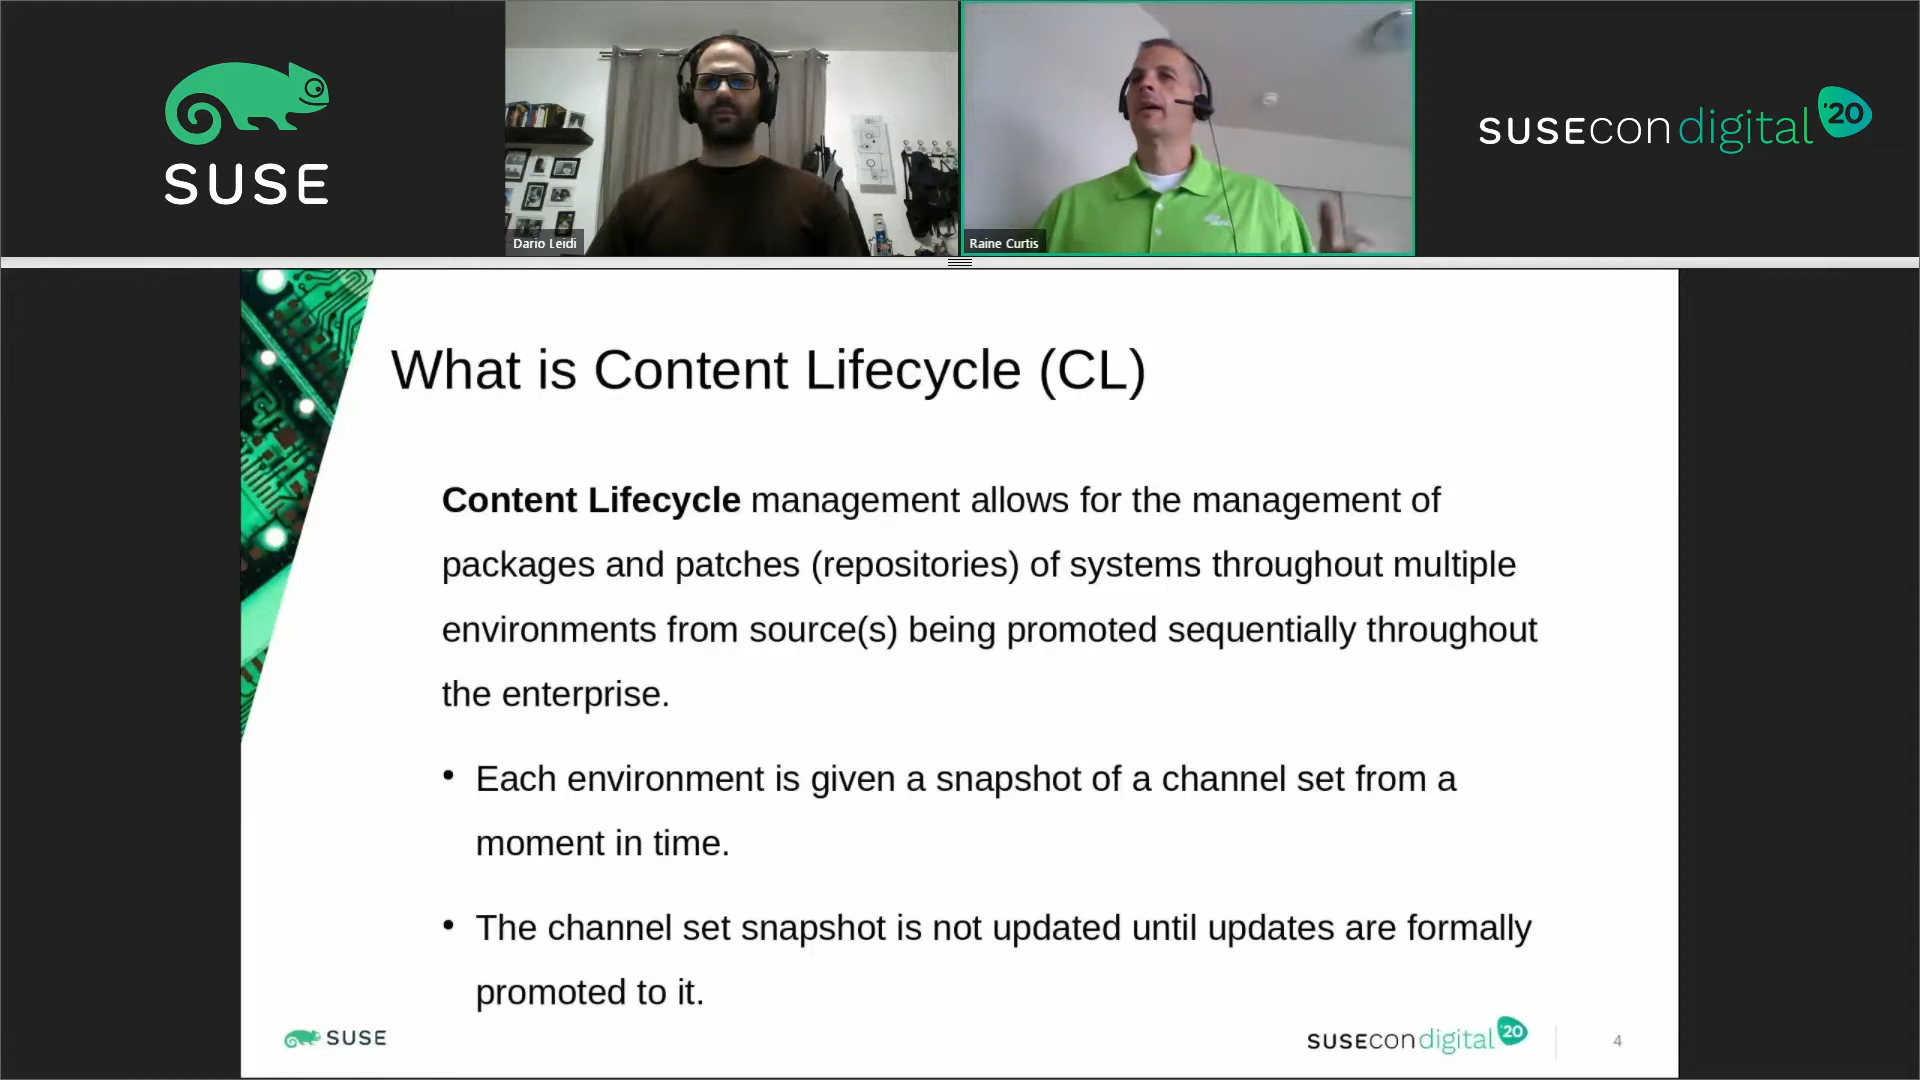 SUSE
Dario Leidi
Raine Curtis
SUSEcon digital '20
What is Content Lifecycle (CL)
Content Lifecycle management allows for the management of
packages and patches (repositories) of systems throughout multiple
environments from source(s) being promoted sequentially throughout
the enterprise.
• Each environment is given a snapshot of a channel set from a
moment in time.
• The channel set snapshot is not updated until updates are formally
promoted to it.
SUSE
SUSEcon digital '20
4